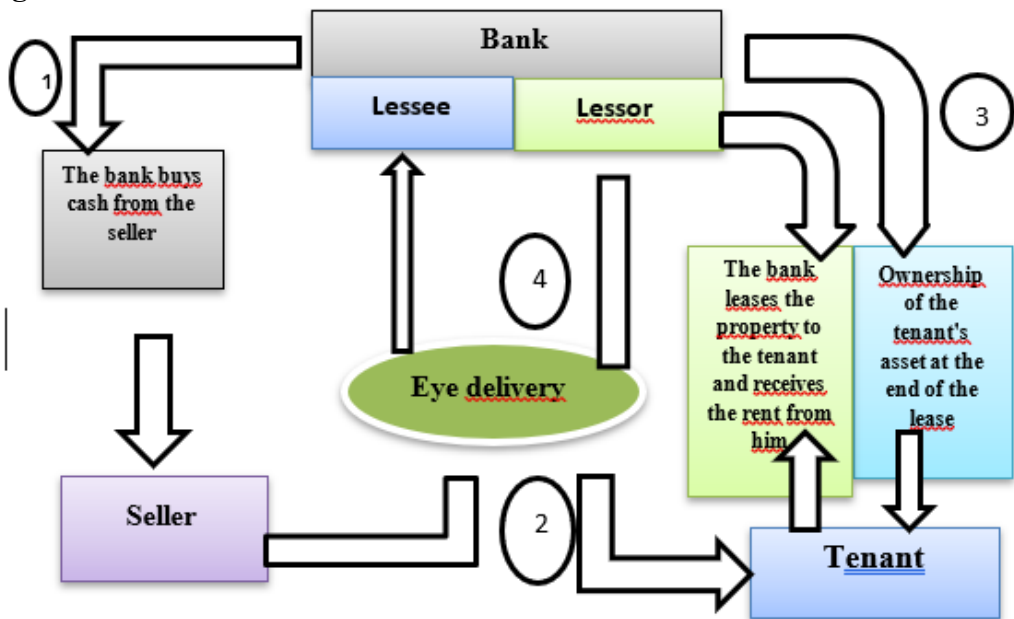 Bank
Lessee
Lessor
1
3
The bank buys
cash from the
seller
4
The bank
leases the
property to
the tenant
and receives
the rent from
him
Ownership
of the
tenant's
asset at the
end of the
lease
Eye delivery
Seller
2
Tenant